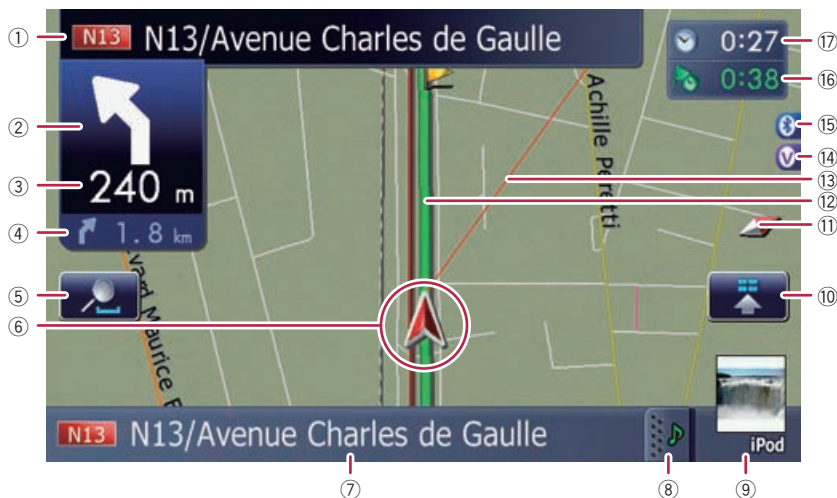 ① N13 N13/Avenue Charles de Gaulle 0:27 ⑰
0:38 ⑯
②
Achille Peretti
⑮
V ⑭
③ 240 m
⑬
⑫
④ 1.8 km
⑪
⑤
vard Maurice
⑩
⑥
N13 N13/Avenue Charles de Gaulle
iPod
⑦ ⑧ ⑨